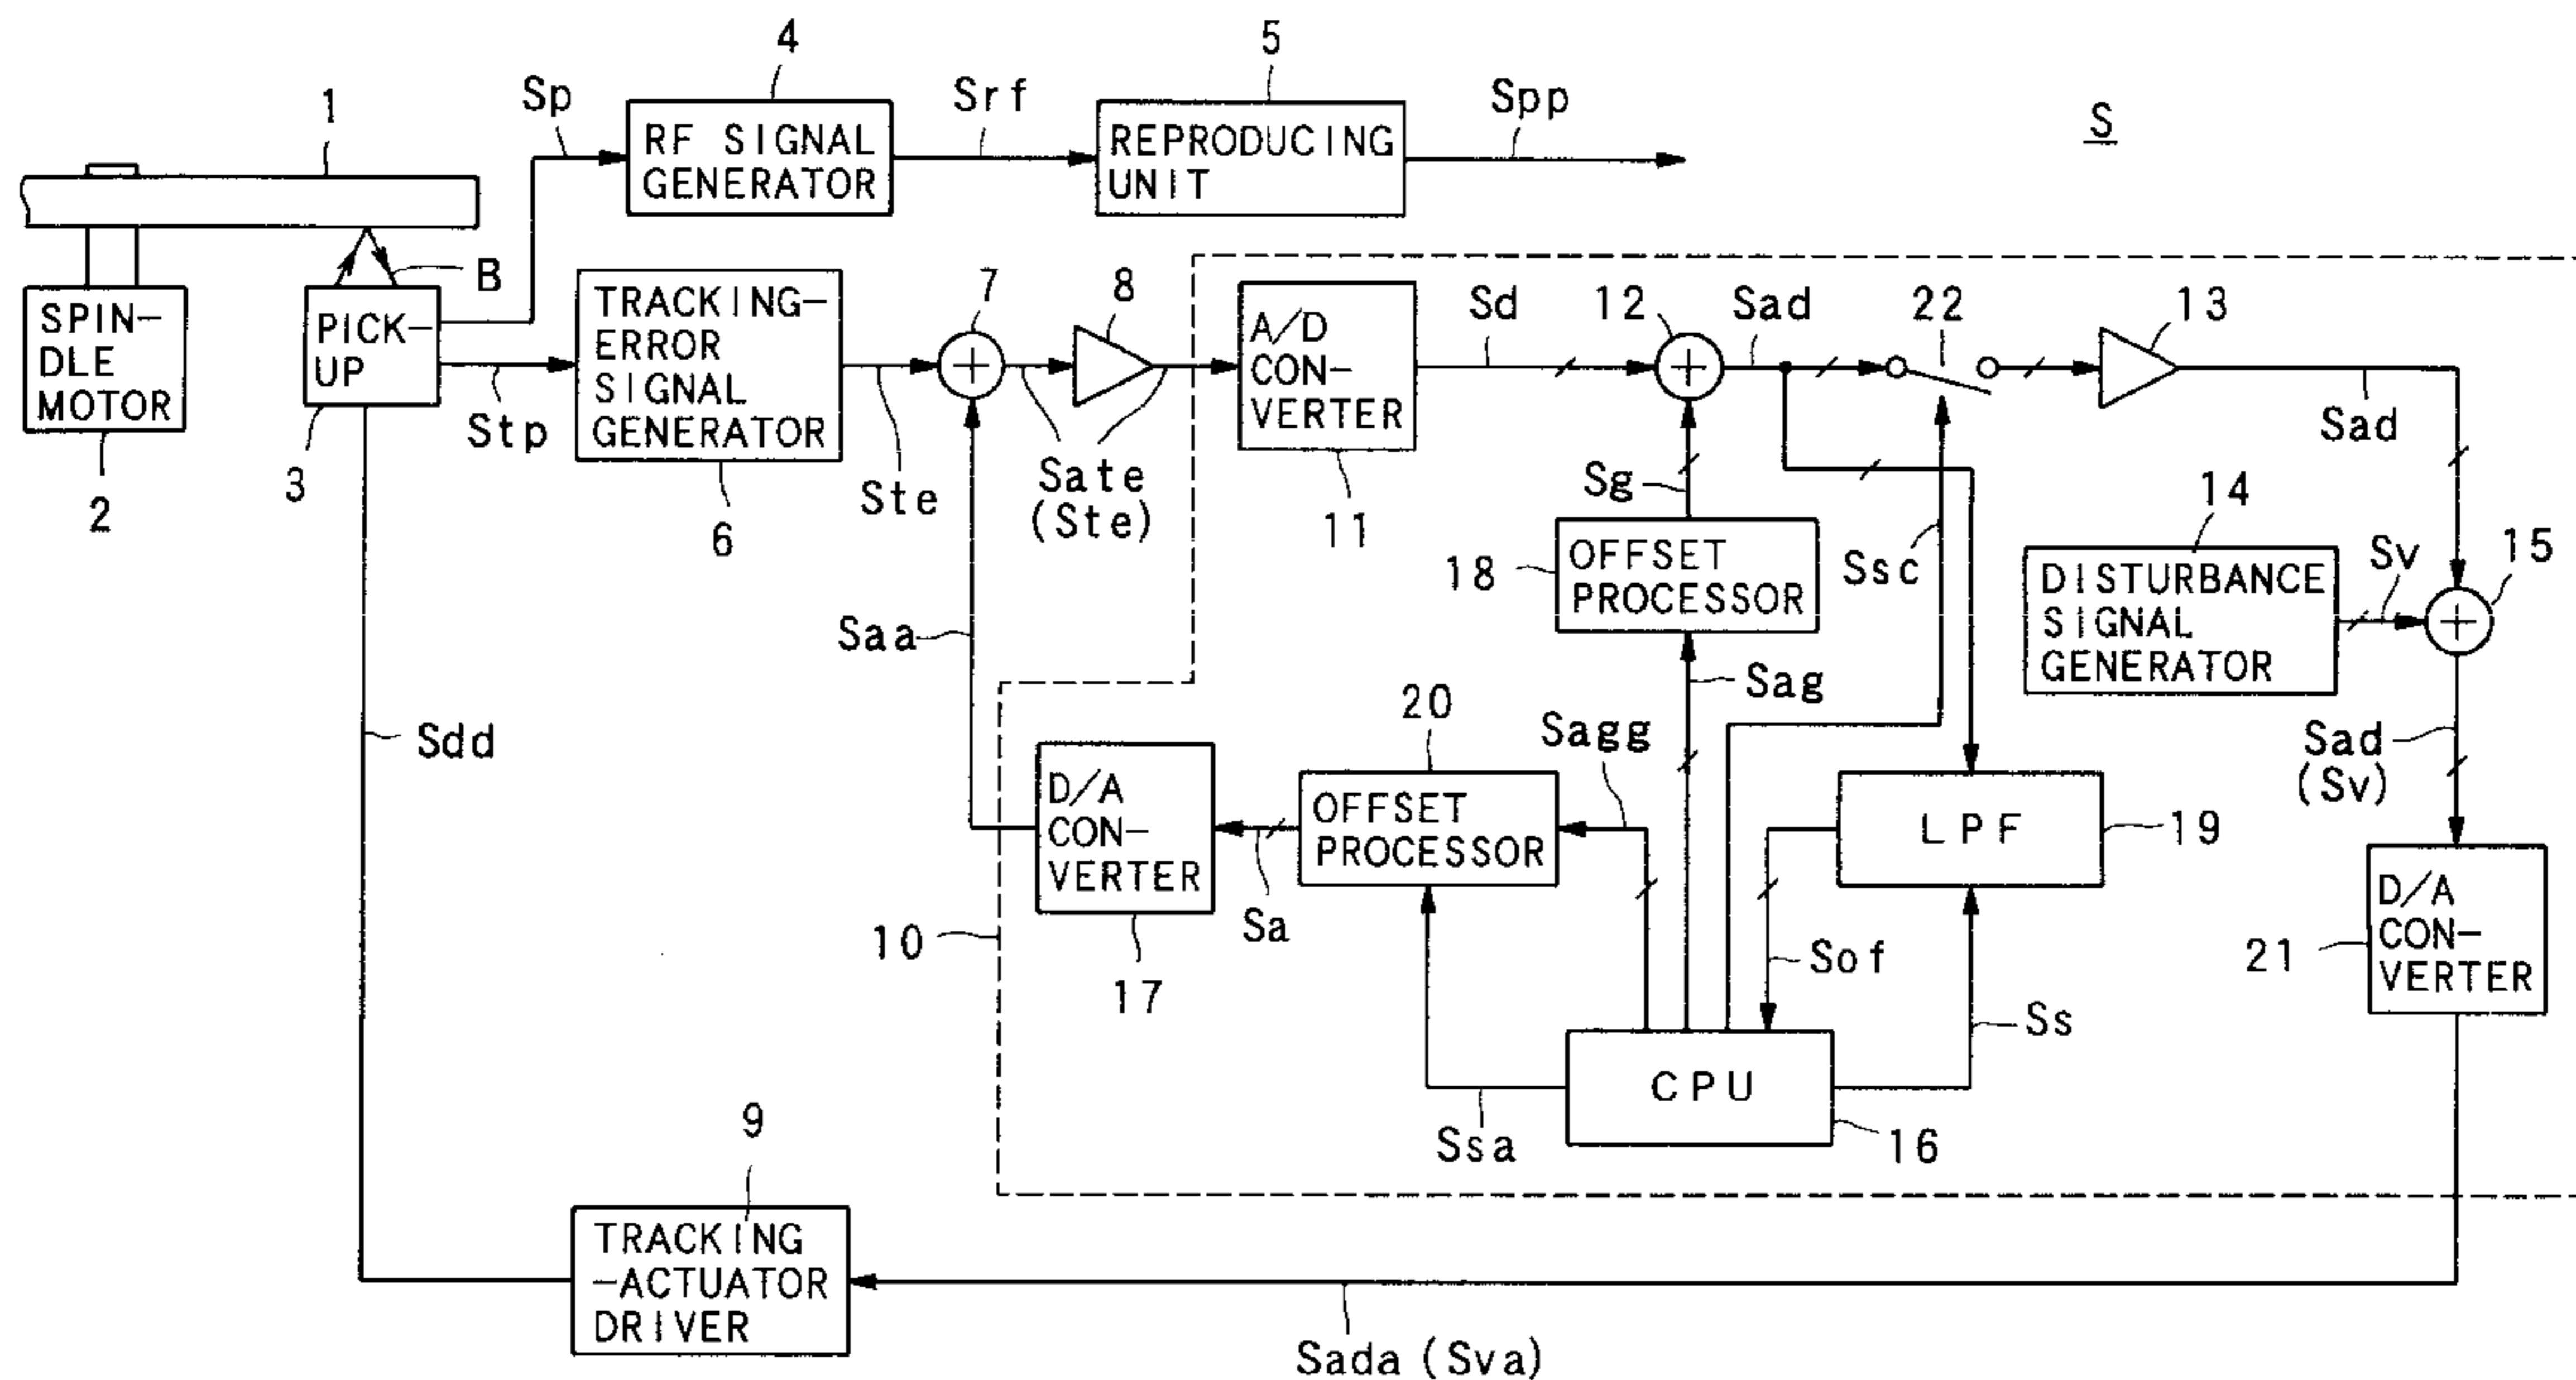 4
5
1
Sp
Srf
Spp
S
RF SIGNAL
GENERATOR
REPRODUCING
UNIT
B
SPIN-
DLE
MOTOR
2
PICK-
UP
3
Stp
TRACKING-
ERROR
SIGNAL
GENERATOR
6
Ste
7
8
Sate
(Ste)
A/D
CON-
VERTER
11
Sd
12
Sad
22
13
Sad
Sg
Ssc
14
OFFSET
PROCESSOR
18
DISTURBANCE
SIGNAL
GENERATOR
Sv
15
Saa
Sag
Sdd
20
Sagg
Sad
(Sv)
D/A
CON-
VERTER
17
Sa
OFFSET
PROCESSOR
LPF
19
10
Sof
Ss
D/A
CON-
VERTER
21
CPU
16
Ssa
9
TRACKING
-ACTUATOR
DRIVER
Sada (Sva)